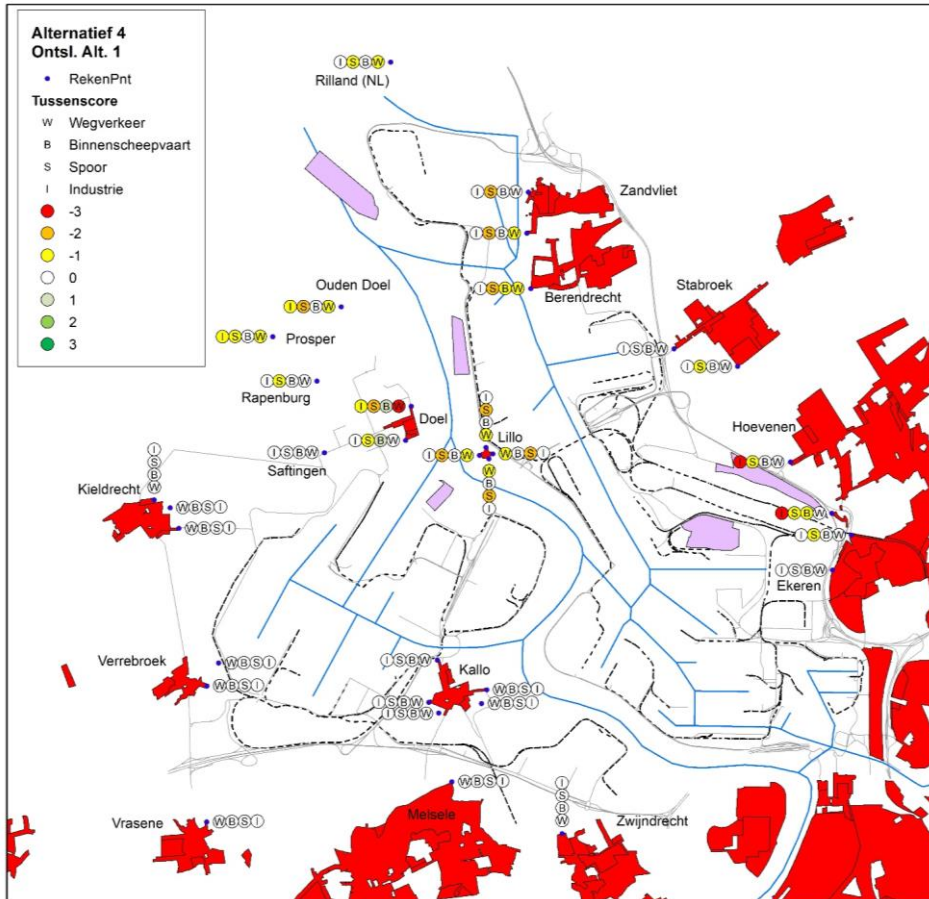 Alternatief 4
Ontsl. Alt. 1
RekenPnt
Tussenscore
W Wegverkeer
B Binnenscheepvaart
S Spoor
I Industrie
-3
-2
-1
0
1
2
3
ISBW
Rilland (NL)
ISBW
Zandvliet
ISBW
ISBW
Berendrecht
Stabroek
ISBW
ISBW
Ouden Doel
ISBW
ISBW
Prosper
ISBW
Rapenburg
ISBW
Doel
ISBW
ISBW
Saftingen
I
S
B
W
Lillo
ISBW
WBSI
W
B
S
I
Hoevenen
ISBW
ISBW
ISBW
ISBW
Ekeren
I
S
B
W
Kieldrecht
WBSI
WBSI
Verrebroek
WBSI
WBSI
ISBW
Kallo
WBSI
ISBW
WBSI
ISBW
WBSI
Melsele
Vrasene
WBSI
I
S
B
W
Zwijndrecht